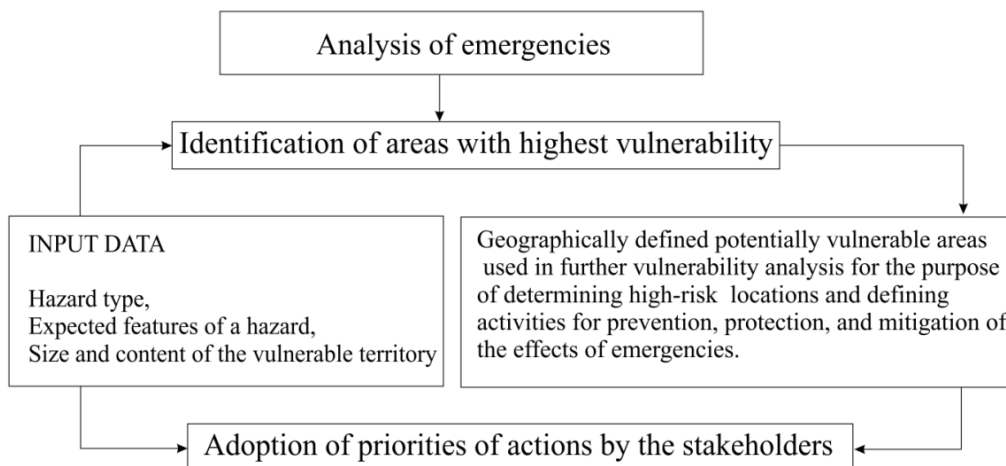 Analysis of emergencies
Identification of areas with highest vulnerability
INPUT DATA
Hazard type,
Expected features of a hazard,
Size and content of the vulnerable territory
Geographically defined potentially vulnerable areas
used in further vulnerability analysis for the purpose
of determining high-risk locations and defining
activities for prevention, protection, and mitigation of
the effects of emergencies.
Adoption of priorities of actions by the stakeholders